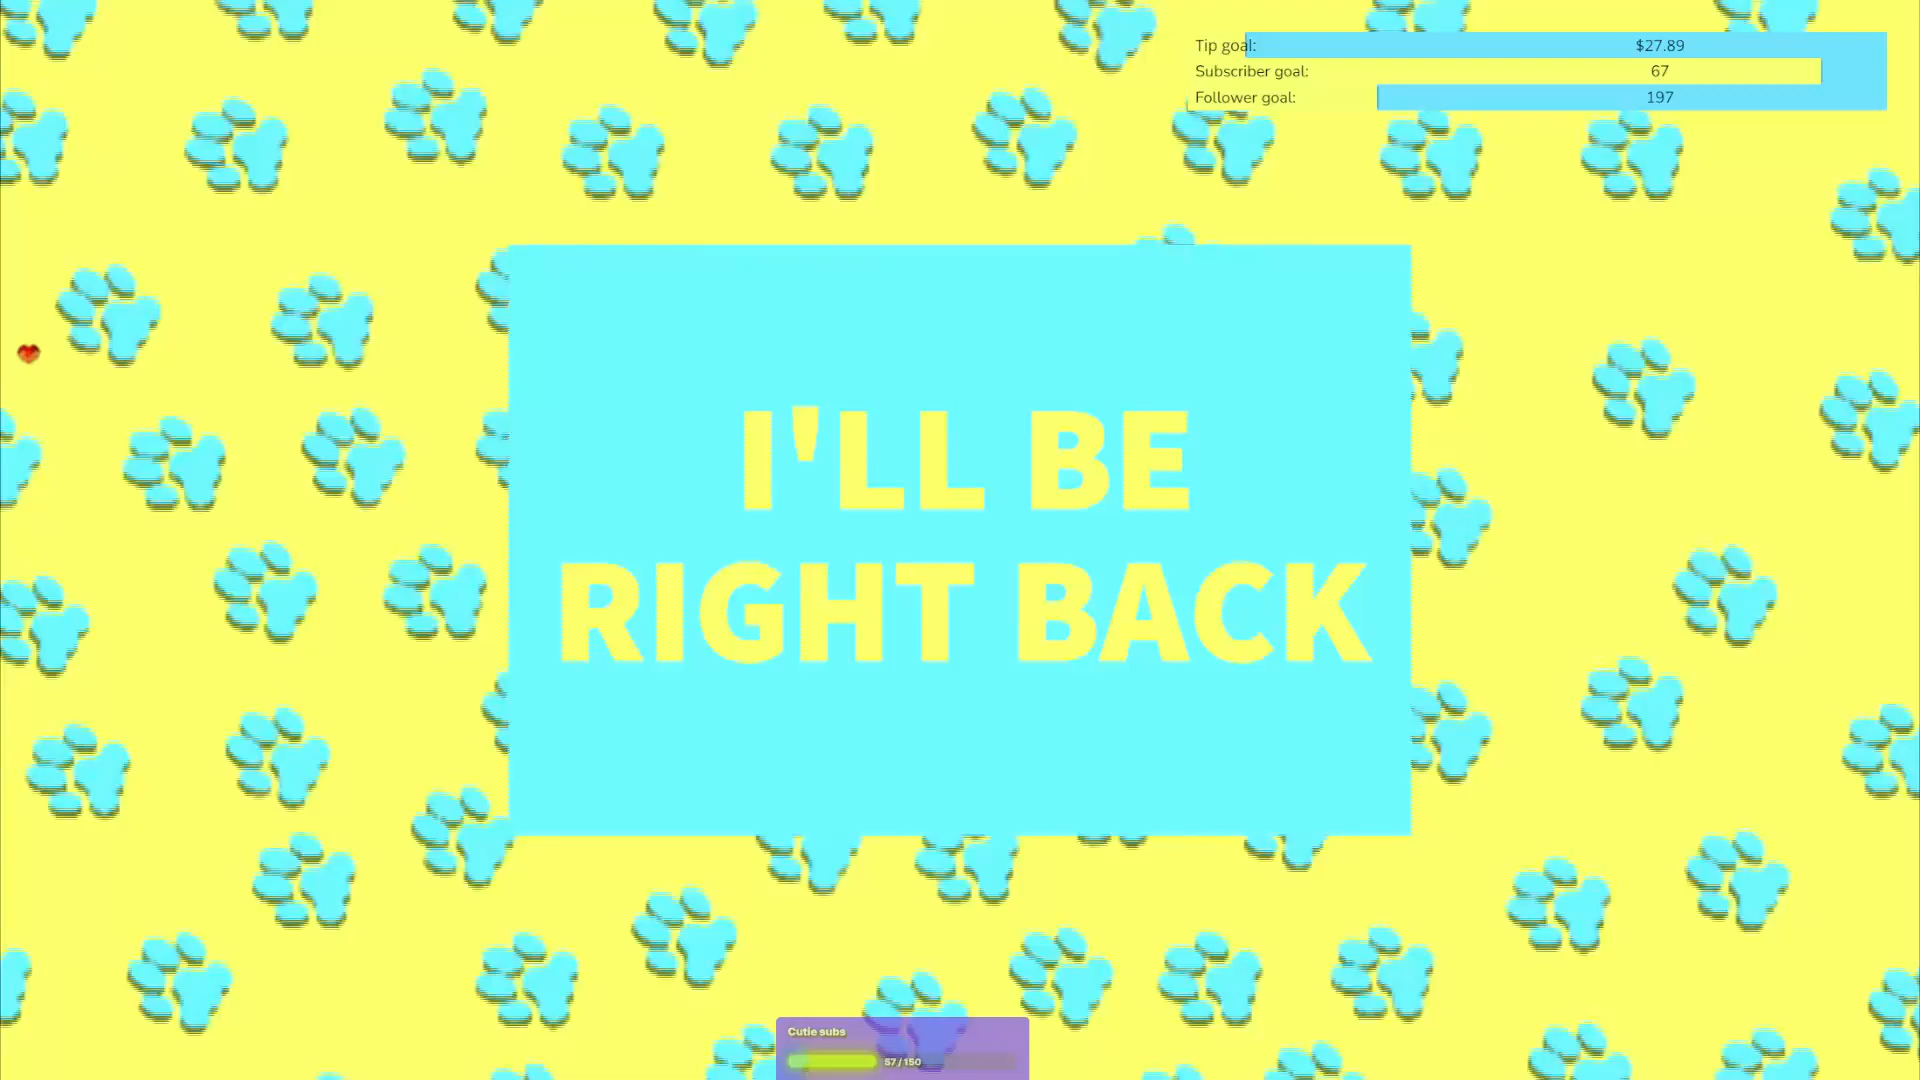 Tip goal: $27.89
Subscriber goal: 67
Follower goal: 197
I'LL BE
RIGHT BACK
Cutie subs
57 / 150